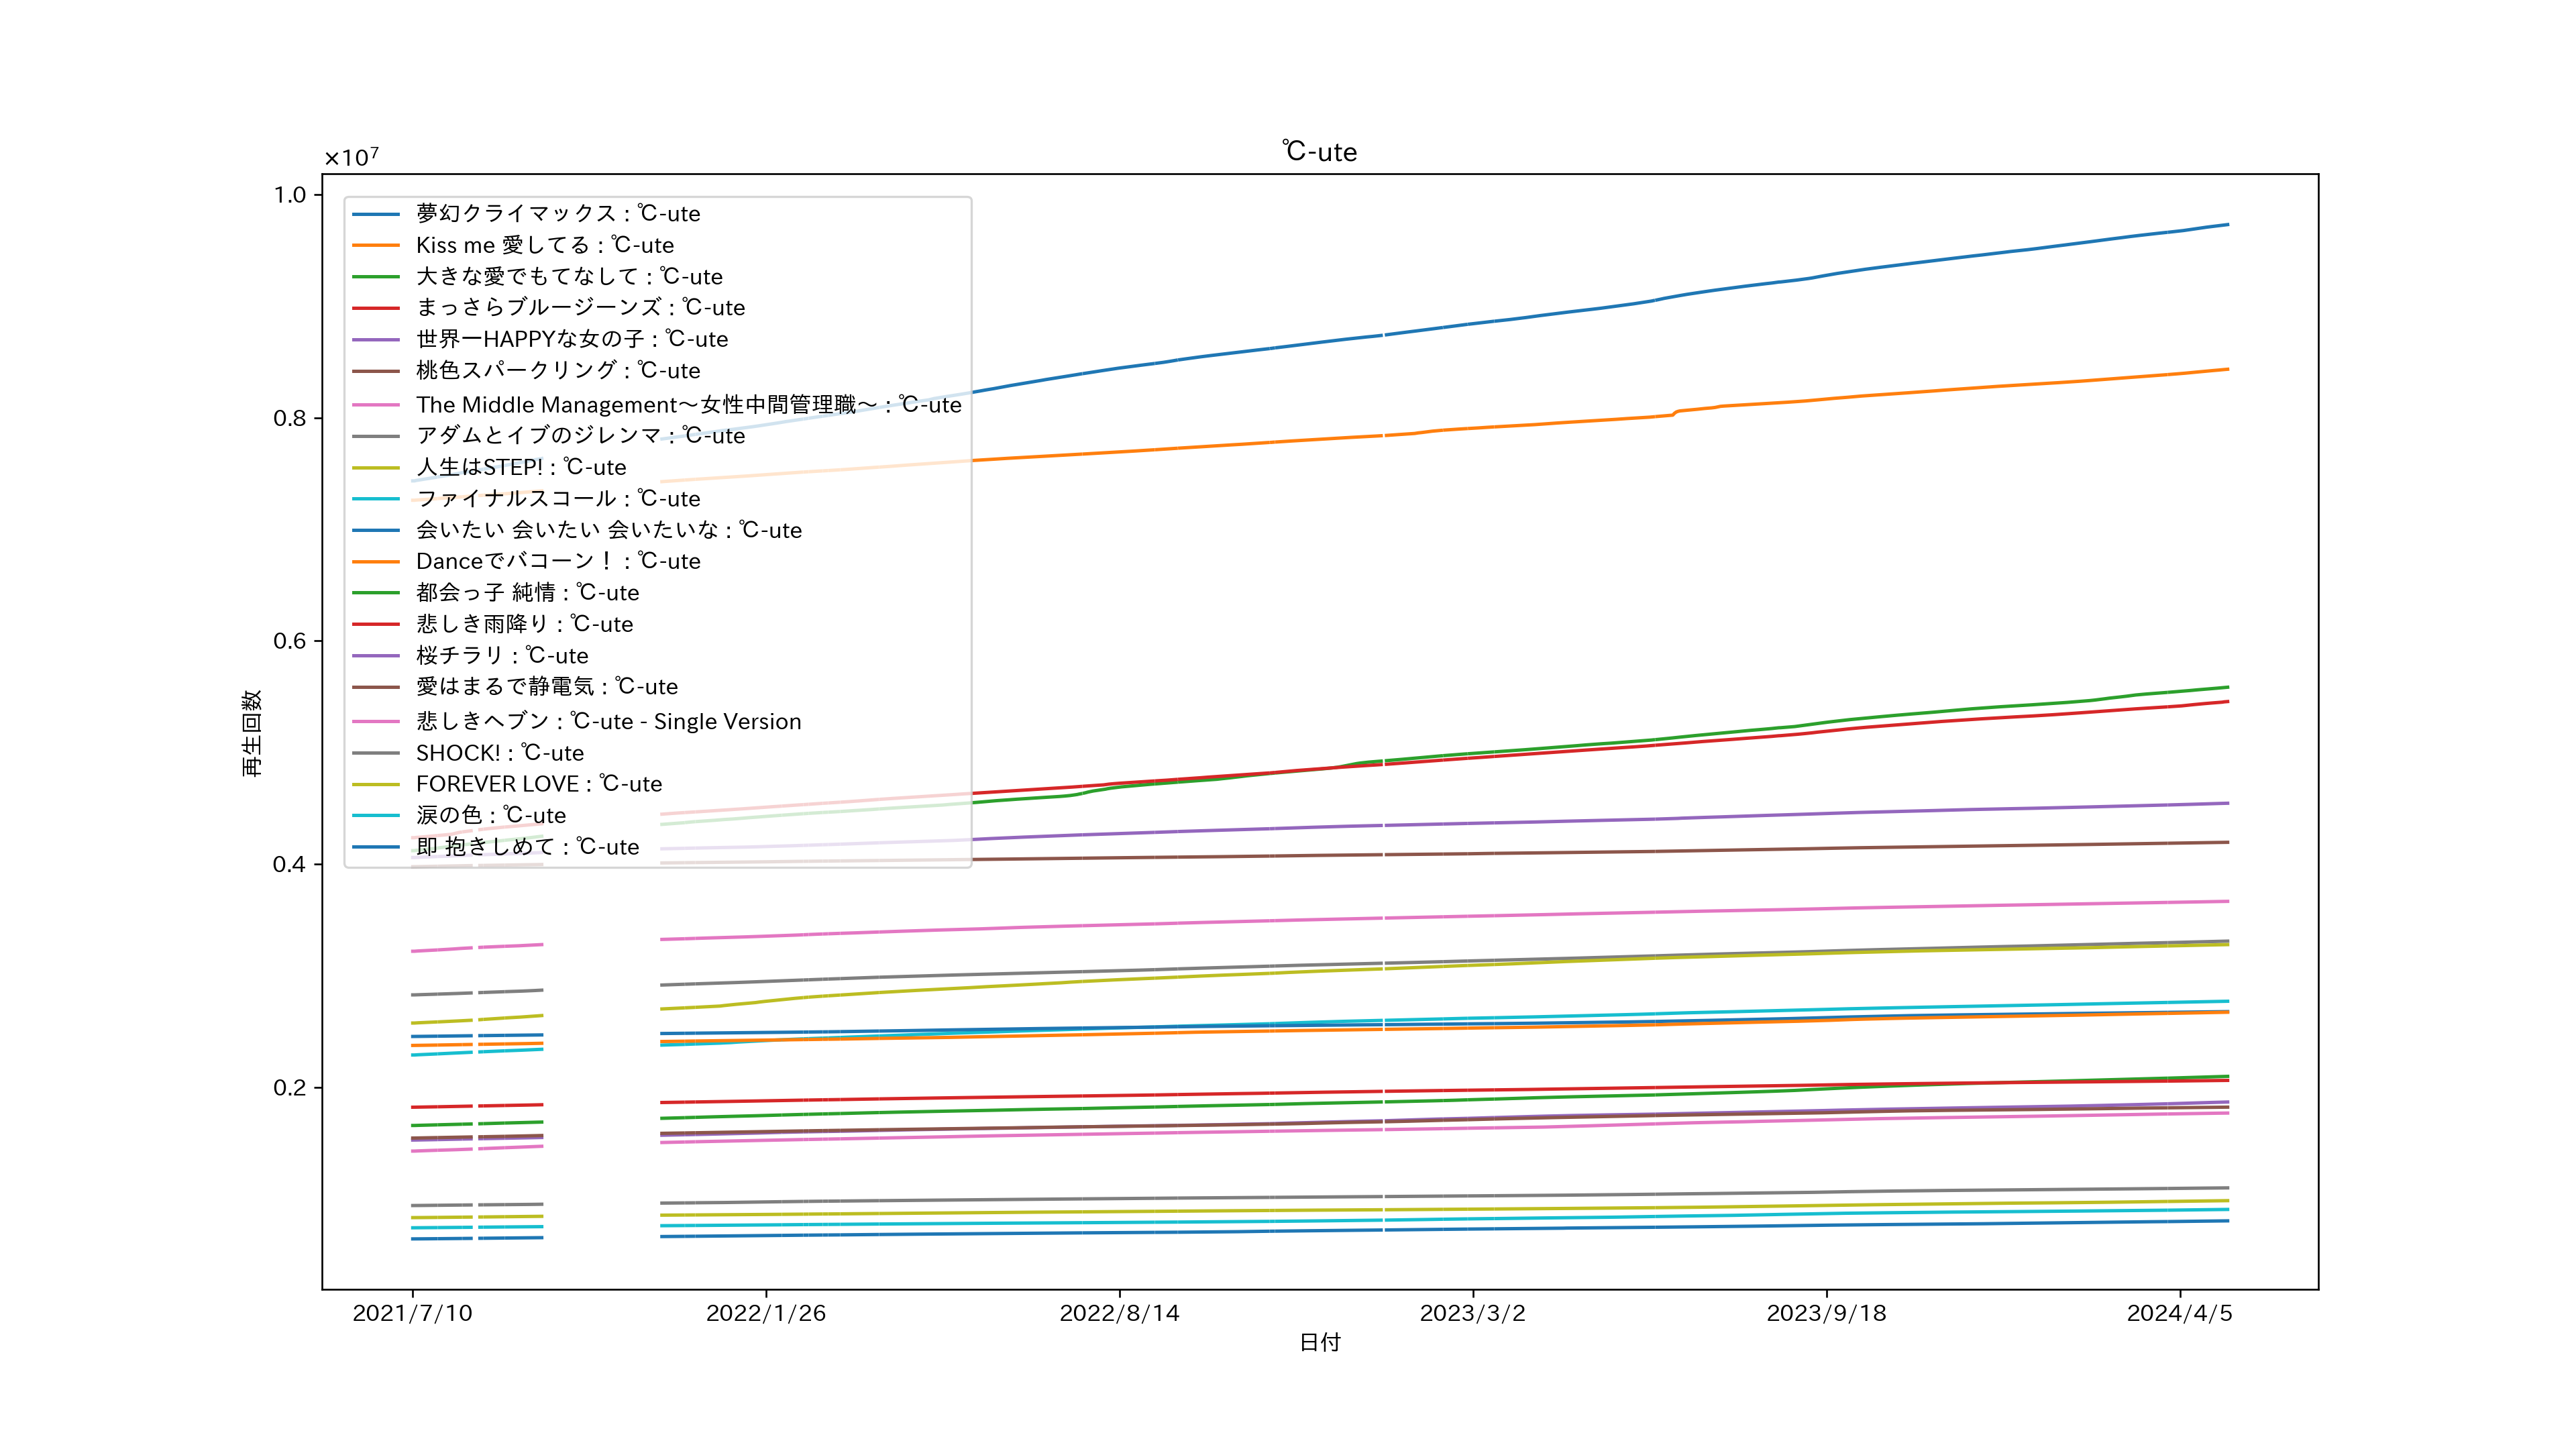 ℃-ute
×10⁷
1.0
0.8
0.6
0.4
0.2
再生回数
夢幻クライマックス : ℃-ute
Kiss me 愛してる : ℃-ute
大きな愛でもてなして : ℃-ute
まっさらブルージーンズ : ℃-ute
世界一HAPPYな女の子 : ℃-ute
桃色スパークリング : ℃-ute
The Middle Management〜女性中間管理職〜 : ℃-ute
アダムとイブのジレンマ : ℃-ute
人生はSTEP! : ℃-ute
ファイナルスコール : ℃-ute
会いたい 会いたい 会いたいな : ℃-ute
Danceでバコーン！ : ℃-ute
都会っ子 純情 : ℃-ute
悲しき雨降り : ℃-ute
桜チラリ : ℃-ute
愛はまるで静電気 : ℃-ute
悲しきヘブン : ℃-ute - Single Version
SHOCK! : ℃-ute
FOREVER LOVE : ℃-ute
涙の色 : ℃-ute
即 抱きしめて : ℃-ute
2021/7/10
2022/1/26
2022/8/14
2023/3/2
2023/9/18
2024/4/5
日付